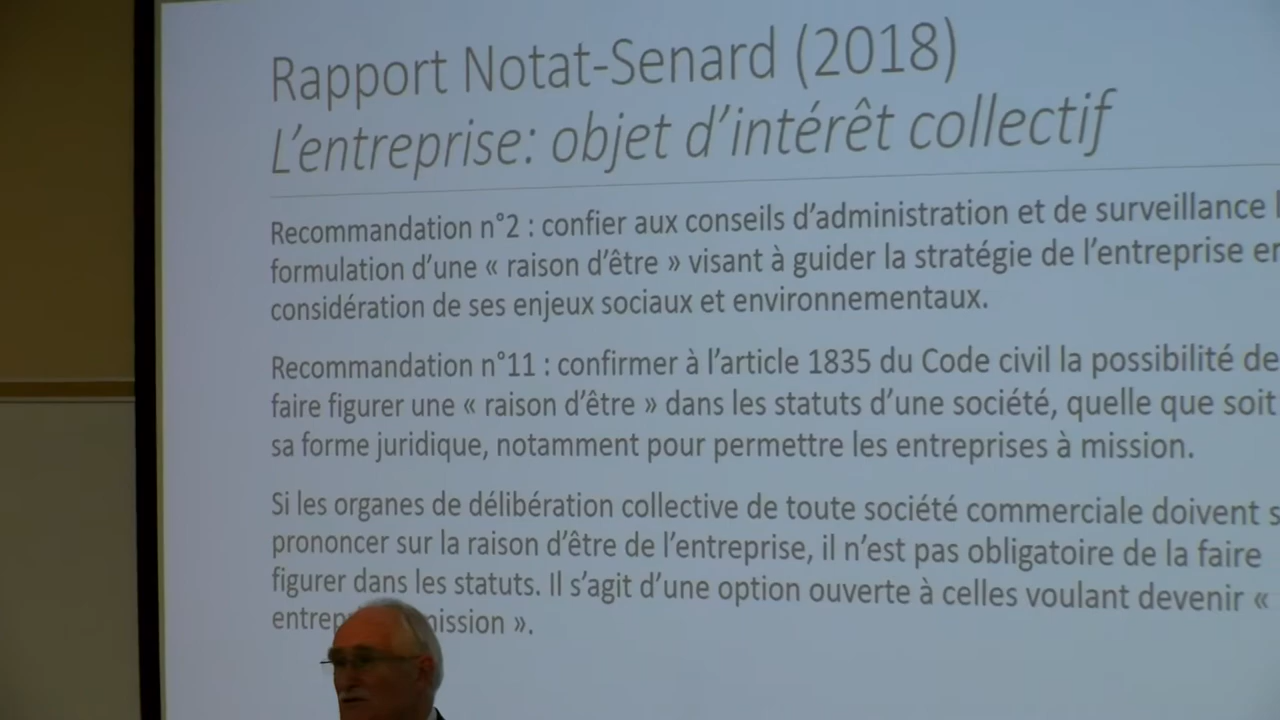 Rapport Notat-Senard (2018)
L'entreprise: objet d'intérêt collectif
Recommandation n°2 : confier aux conseils d'administration et de surveillance
formulation d'une « raison d'être » visant à guider la stratégie de l'entreprise en
considération de ses enjeux sociaux et environnementaux.
Recommandation n°11 : confirmer à l'article 1835 du Code civil la possibilité de
faire figurer une « raison d'être » dans les statuts d'une société, quelle que soit
sa forme juridique, notamment pour permettre les entreprises à mission.
Si les organes de délibération collective de toute société commerciale doivent
prononcer sur la raison d'être de l'entreprise, il n'est pas obligatoire de la faire
figurer dans les statuts. Il s'agit d'une option ouverte à celles voulant devenir «